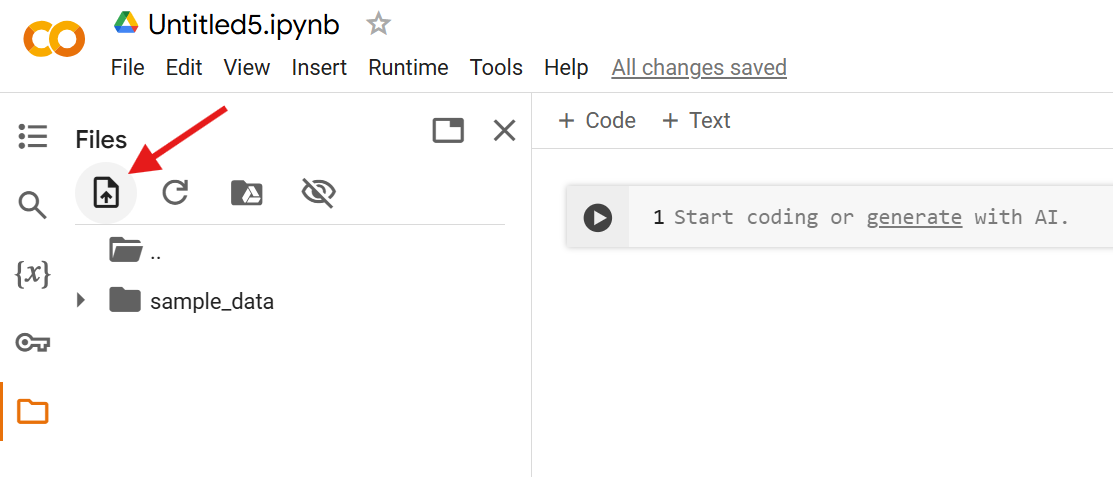 Untitled5.ipynb
File Edit View Insert Runtime Tools Help All changes saved
Files
+ Code + Text
1 Start coding or generate with AI.
{x}
..
sample_data